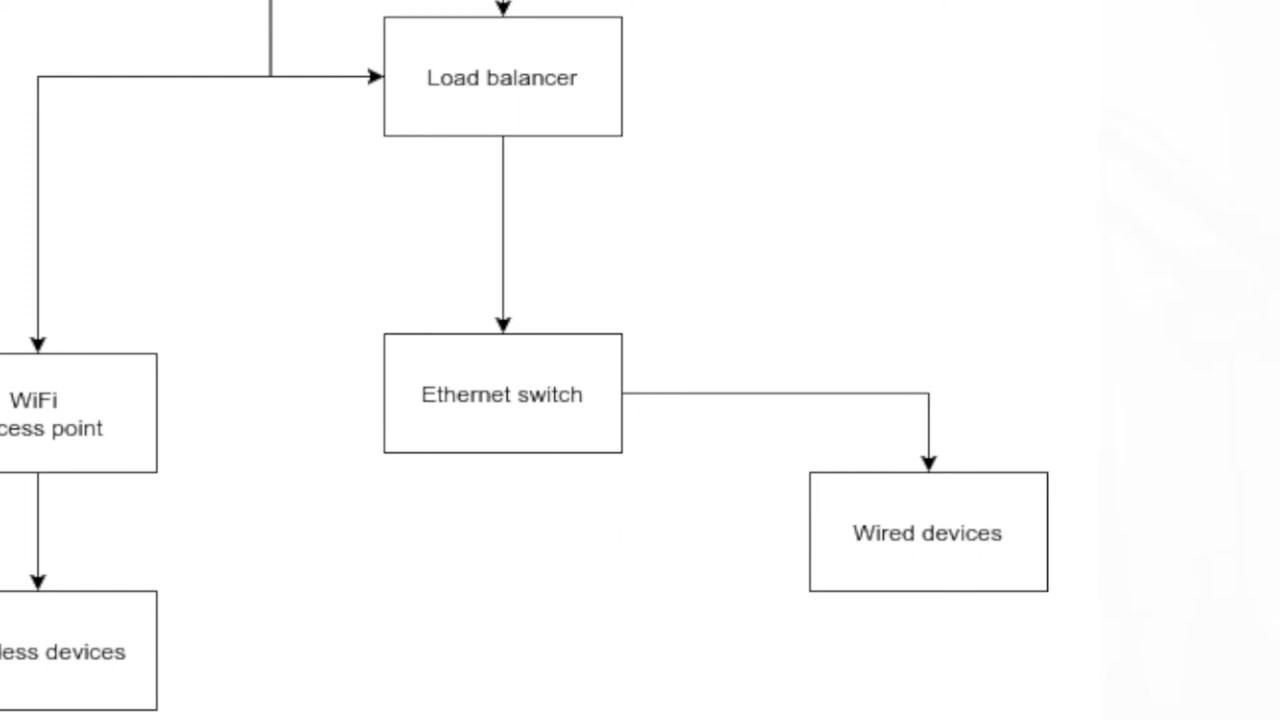 Load balancer
Ethernet switch
WiFi
cess point
Wired devices
less devices